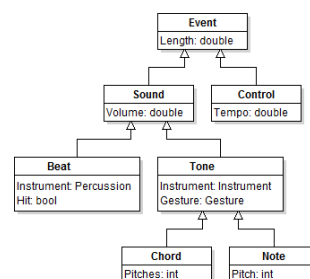 Event
Length: double
Sound
Volume: double
Control
Tempo: double
Beat
Instrument: Percussion
Hit: bool
Tone
Instrument: Instrument
Gesture: Gesture
Chord
Pitches: int
Note
Pitch: int